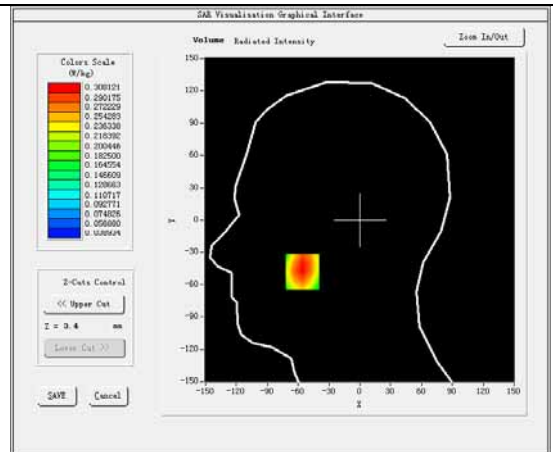 SAR Visualisation Graphical Interface
Volume Radiated Intensity
Zoom In/Out
Colors Scale
(W/kg)
0.308121
0.290175
0.272229
0.254283
0.236338
0.218392
0.200446
0.182500
0.164554
0.146609
0.128663
0.110717
0.092771
0.074826
0.056880
0.038934
150
120
90
60
30
0
-30
-60
-90
-120
-150
Y
-150 -120 -90 -60 -30 0 30 60 90 120 150
X
Z-Cuts Control
<< Upper Cut
Z = 3.4 mm
Lower Cut >>
SAVE
Cancel